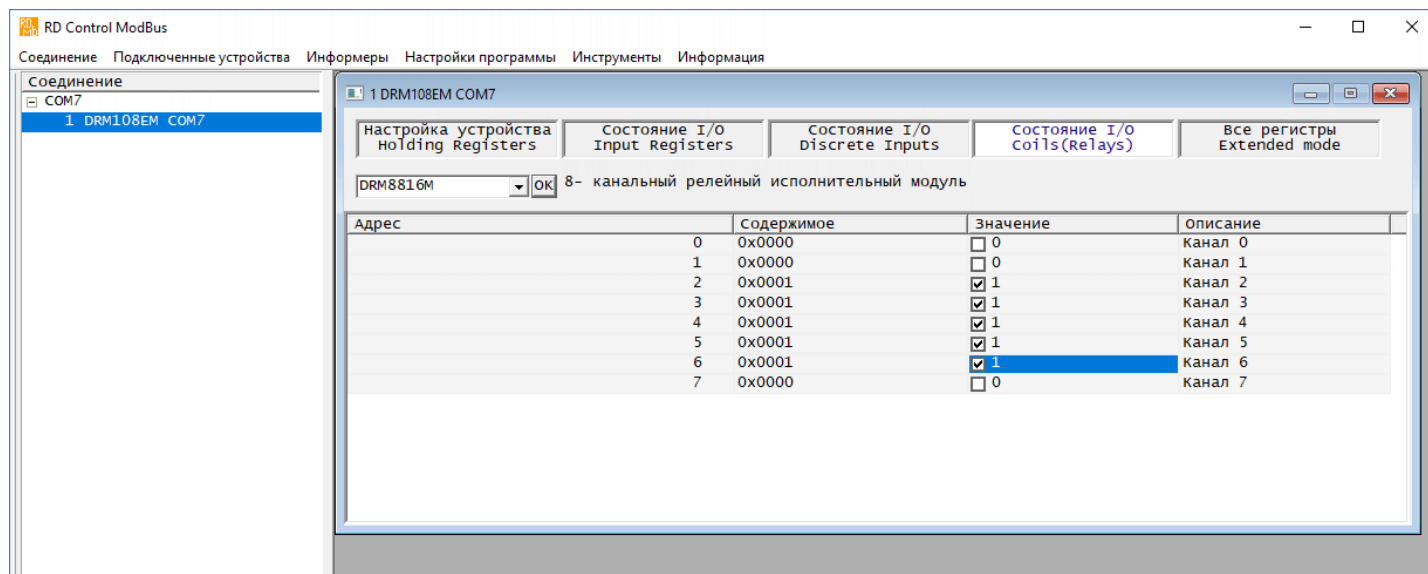 RD Control ModBus
Соединение Подключенные устройства Информеры Настройки программы Инструменты Информация
Соединение
COM7
1 DRM108EM COM7
1 DRM108EM COM7
Настройка устройства Состояние I/O Состояние I/O Состояние I/O Все регистры
Holding Registers Input Registers Discrete Inputs Coils(Relays) Extended mode
DRM8816M OK 8- канальный релейный исполнительный модуль
Адрес Содержимое Значение Описание
0 0x0000 0 Канал 0
1 0x0000 0 Канал 1
2 0x0001 1 Канал 2
3 0x0001 1 Канал 3
4 0x0001 1 Канал 4
5 0x0001 1 Канал 5
6 0x0001 1 Канал 6
7 0x0000 0 Канал 7